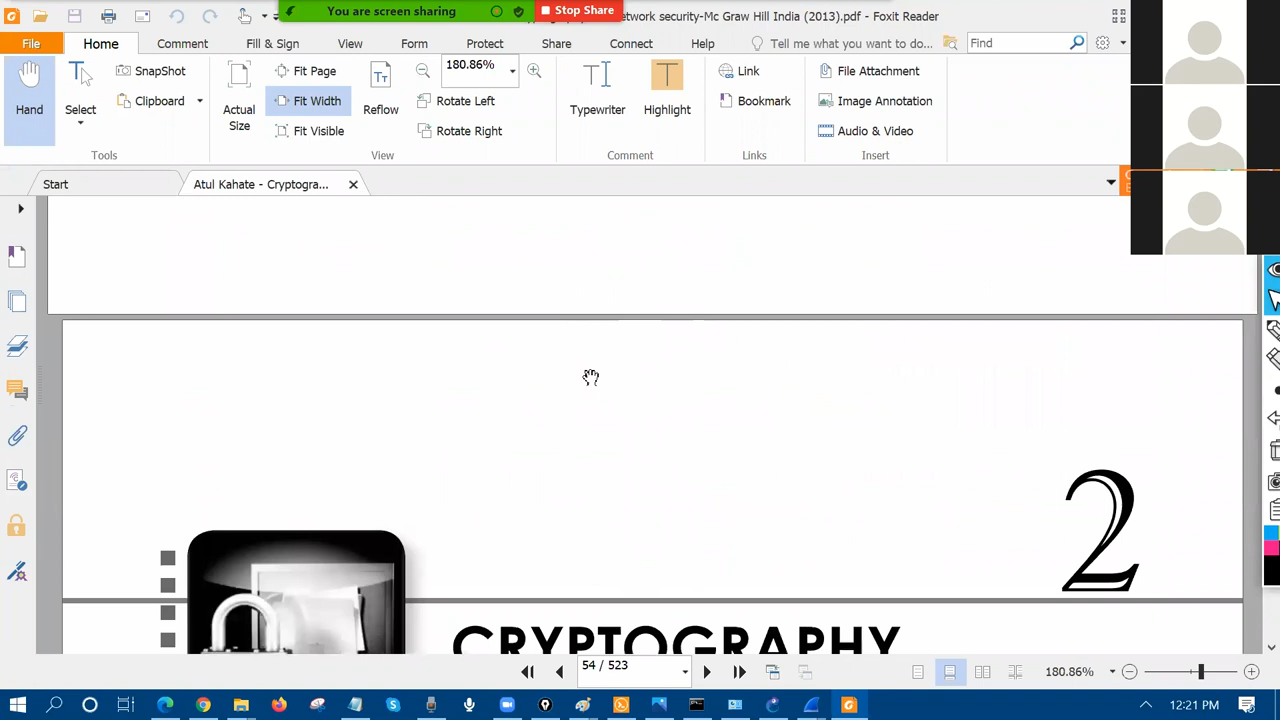 You are screen sharing
Stop Share
etwork security-Mc Graw Hill India (2013).pdf - Foxit Reader
File
Home
Comment
Fill & Sign
View
Form
Protect
Share
Connect
Help
Tell me what you want to do...
Find
Hand
Select
SnapShot
Clipboard
Tools
Actual
Size
Fit Page
Fit Width
Fit Visible
Reflow
180.86%
Rotate Left
Rotate Right
View
Typewriter
Highlight
Comment
Link
Bookmark
Links
File Attachment
Image Annotation
Audio & Video
Insert
Start
Atul Kahate - Cryptogra...
2
CRYPTOGRAPHY
54 / 523
180.86%
12:21 PM